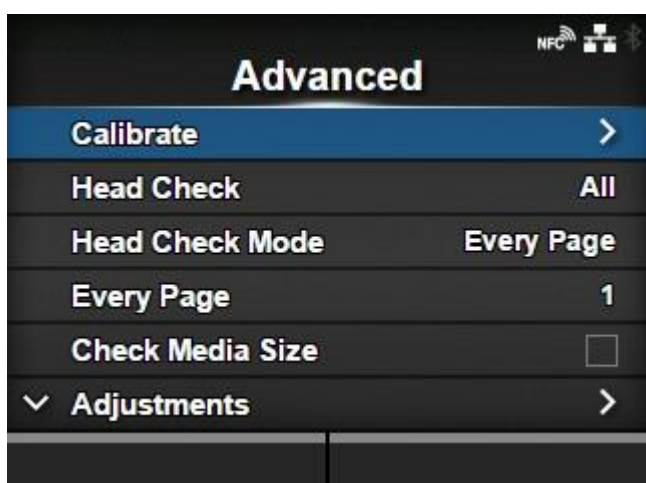 NFC
Advanced
Calibrate
Head Check All
Head Check Mode Every Page
Every Page 1
Check Media Size
Adjustments